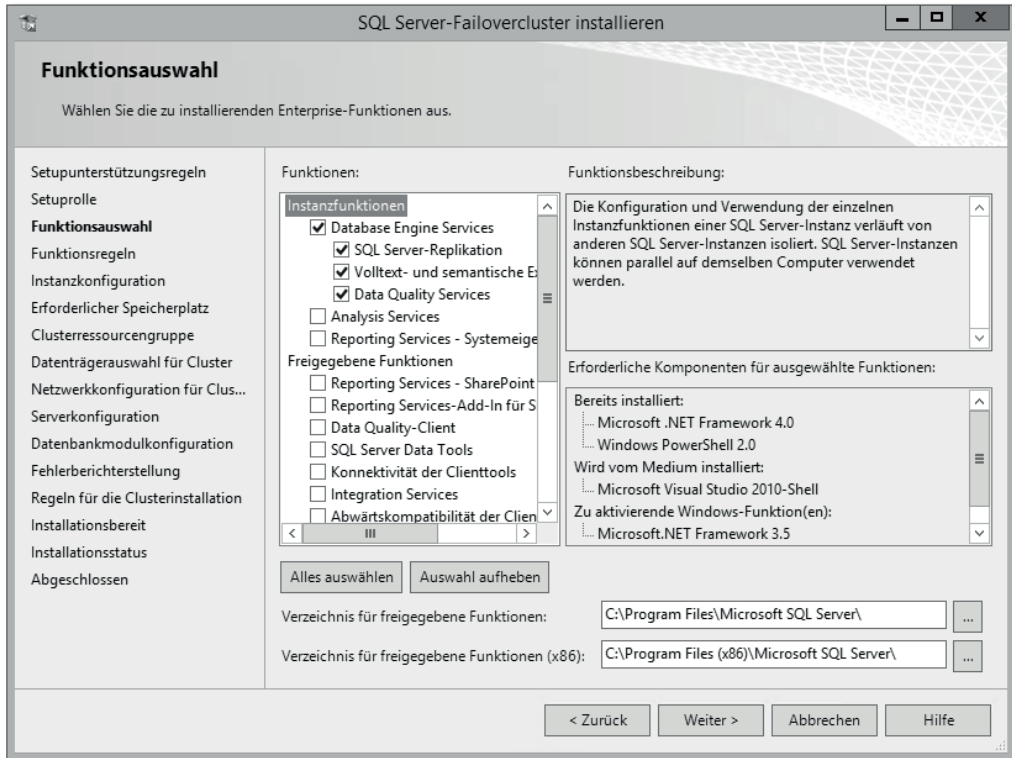 SQL Server-Failovercluster installieren
Funktionsauswahl
Wählen Sie die zu installierenden Enterprise-Funktionen aus.
Setupunterstützungsregeln
Setuprolle
Funktionsauswahl
Funktionsregeln
Instanzkonfiguration
Erforderlicher Speicherplatz
Clusterressourcengruppe
Datenträgerauswahl für Cluster
Netzwerkkonfiguration für Clus...
Serverkonfiguration
Datenbankmodulkonfiguration
Fehlerberichterstellung
Regeln für die Clusterinstallation
Installationsbereit
Installationsstatus
Abgeschlossen
Funktionen:
Instanzfunktionen
Database Engine Services
SQL Server-Replikation
Volltext- und semantische Ex
Data Quality Services
Analysis Services
Reporting Services - Systemeige
Freigegebene Funktionen
Reporting Services - SharePoint
Reporting Services-Add-In für S
Data Quality-Client
SQL Server Data Tools
Konnektivität der Clienttools
Integration Services
Abwärtskompatibilität der Clien
Funktionsbeschreibung:
Die Konfiguration und Verwendung der einzelnen
Instanzfunktionen einer SQL Server-Instanz verläuft von
anderen SQL Server-Instanzen isoliert. SQL Server-Instanzen
können parallel auf demselben Computer verwendet
werden.
Erforderliche Komponenten für ausgewählte Funktionen:
Bereits installiert:
Microsoft .NET Framework 4.0
Windows PowerShell 2.0
Wird vom Medium installiert:
Microsoft Visual Studio 2010-Shell
Zu aktivierende Windows-Funktion(en):
Microsoft.NET Framework 3.5
Alles auswählen
Auswahl aufheben
Verzeichnis für freigegebene Funktionen:
C:\Program Files\Microsoft SQL Server\
...
Verzeichnis für freigegebene Funktionen (x86):
C:\Program Files (x86)\Microsoft SQL Server\
...
< Zurück
Weiter >
Abbrechen
Hilfe